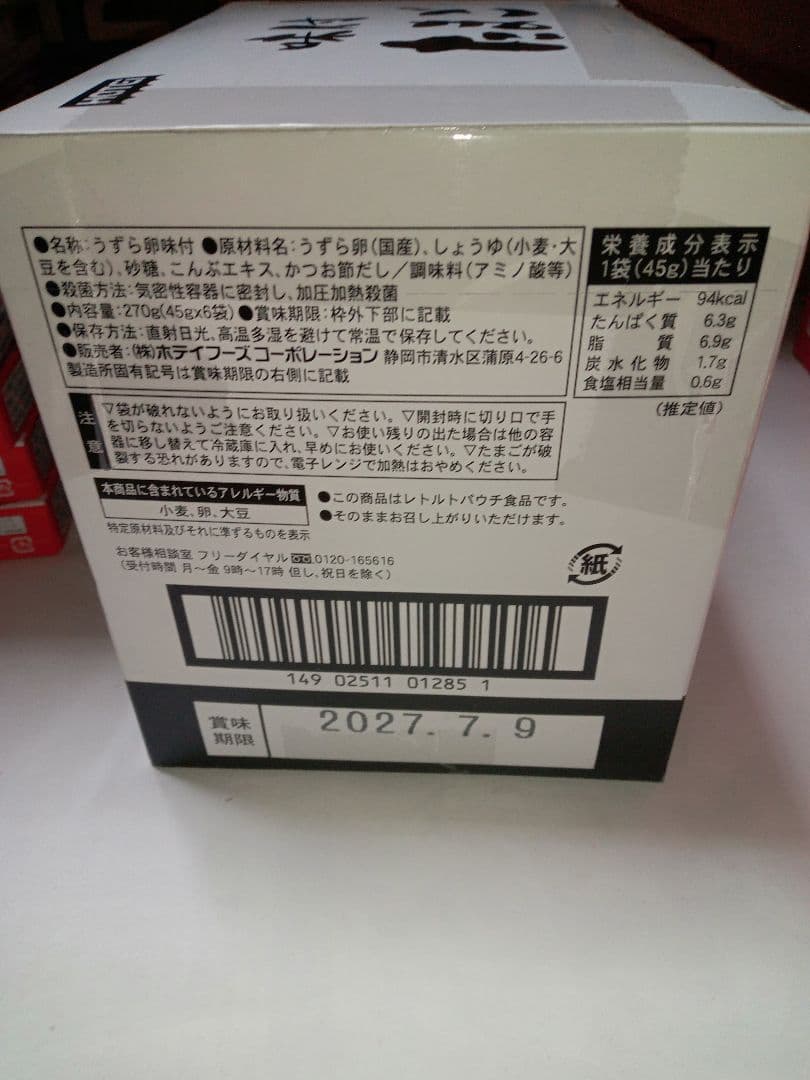 HOTEi
●名称:うずら卵味付 ●原材料名:うずら卵(国産)、しょうゆ(小麦・大
豆を含む)、砂糖、こんぶエキス、かつお節だし/調味料(アミノ酸等)
●殺菌方法:気密性容器に密封し、加圧加熱殺菌
●内容量:270g(45g×6袋) ●賞味期限:枠外下部に記載
●保存方法:直射日光、高温多湿を避けて常温で保存してください。
●販売者:(株)ホテイフーズコーポレーション 静岡市清水区蒲原4-26-6
製造所固有記号は賞味期限の右側に記載
栄養成分表示
1袋(45g)当たり
エネルギー 94kcal
たんぱく質 6.3g
脂質 6.9g
炭水化物 1.7g
食塩相当量 0.6g
(推定値)
注意
▽袋が破れないようにお取り扱いください。▽開封時に切り口で手
を切らないようご注意ください。▽お使い残りの出た場合は他の容
器に移し替えて冷蔵庫に入れ、早めにお使いください。▽たまごが破
裂する恐れがありますので、電子レンジで加熱はおやめください。
本商品に含まれているアレルギー物質
小麦、卵、大豆
特定原材料及びそれに準ずるものを表示
●この商品はレトルトパウチ食品です。
●そのままお召し上がりいただけます。
お客様相談室 フリーダイヤル 0120-165616
(受付時間 月~金 9時~17時 但し、祝日を除く)
紙
149 02511 01285 1
賞味
期限
2027. 7. 9